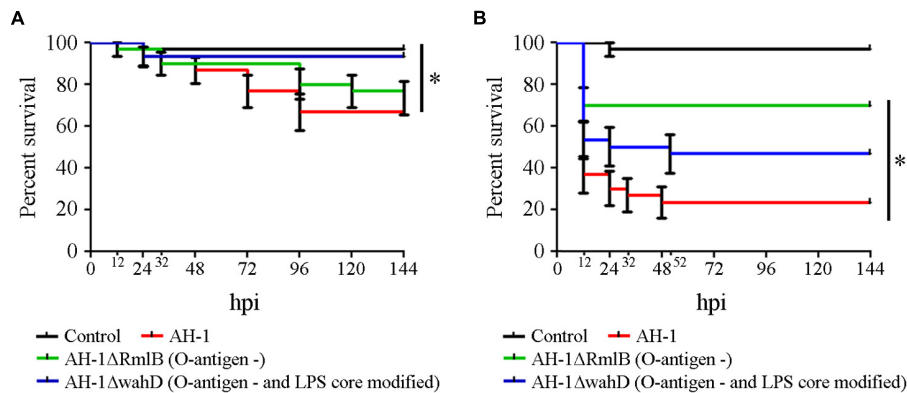 A
B
Percent survival
100
80
60
40
20
0
0 12 24 32 48 72 96 120 144
hpi
*
Control AH-1
AH-1ΔRmlB (O-antigen -)
AH-1ΔwahD (O-antigen - and LPS core modified)
Percent survival
100
80
60
40
20
0
0 12 24 32 48 52 72 96 120 144
hpi
*
Control AH-1
AH-1ΔRmlB (O-antigen -)
AH-1ΔwahD (O-antigen - and LPS core modified)